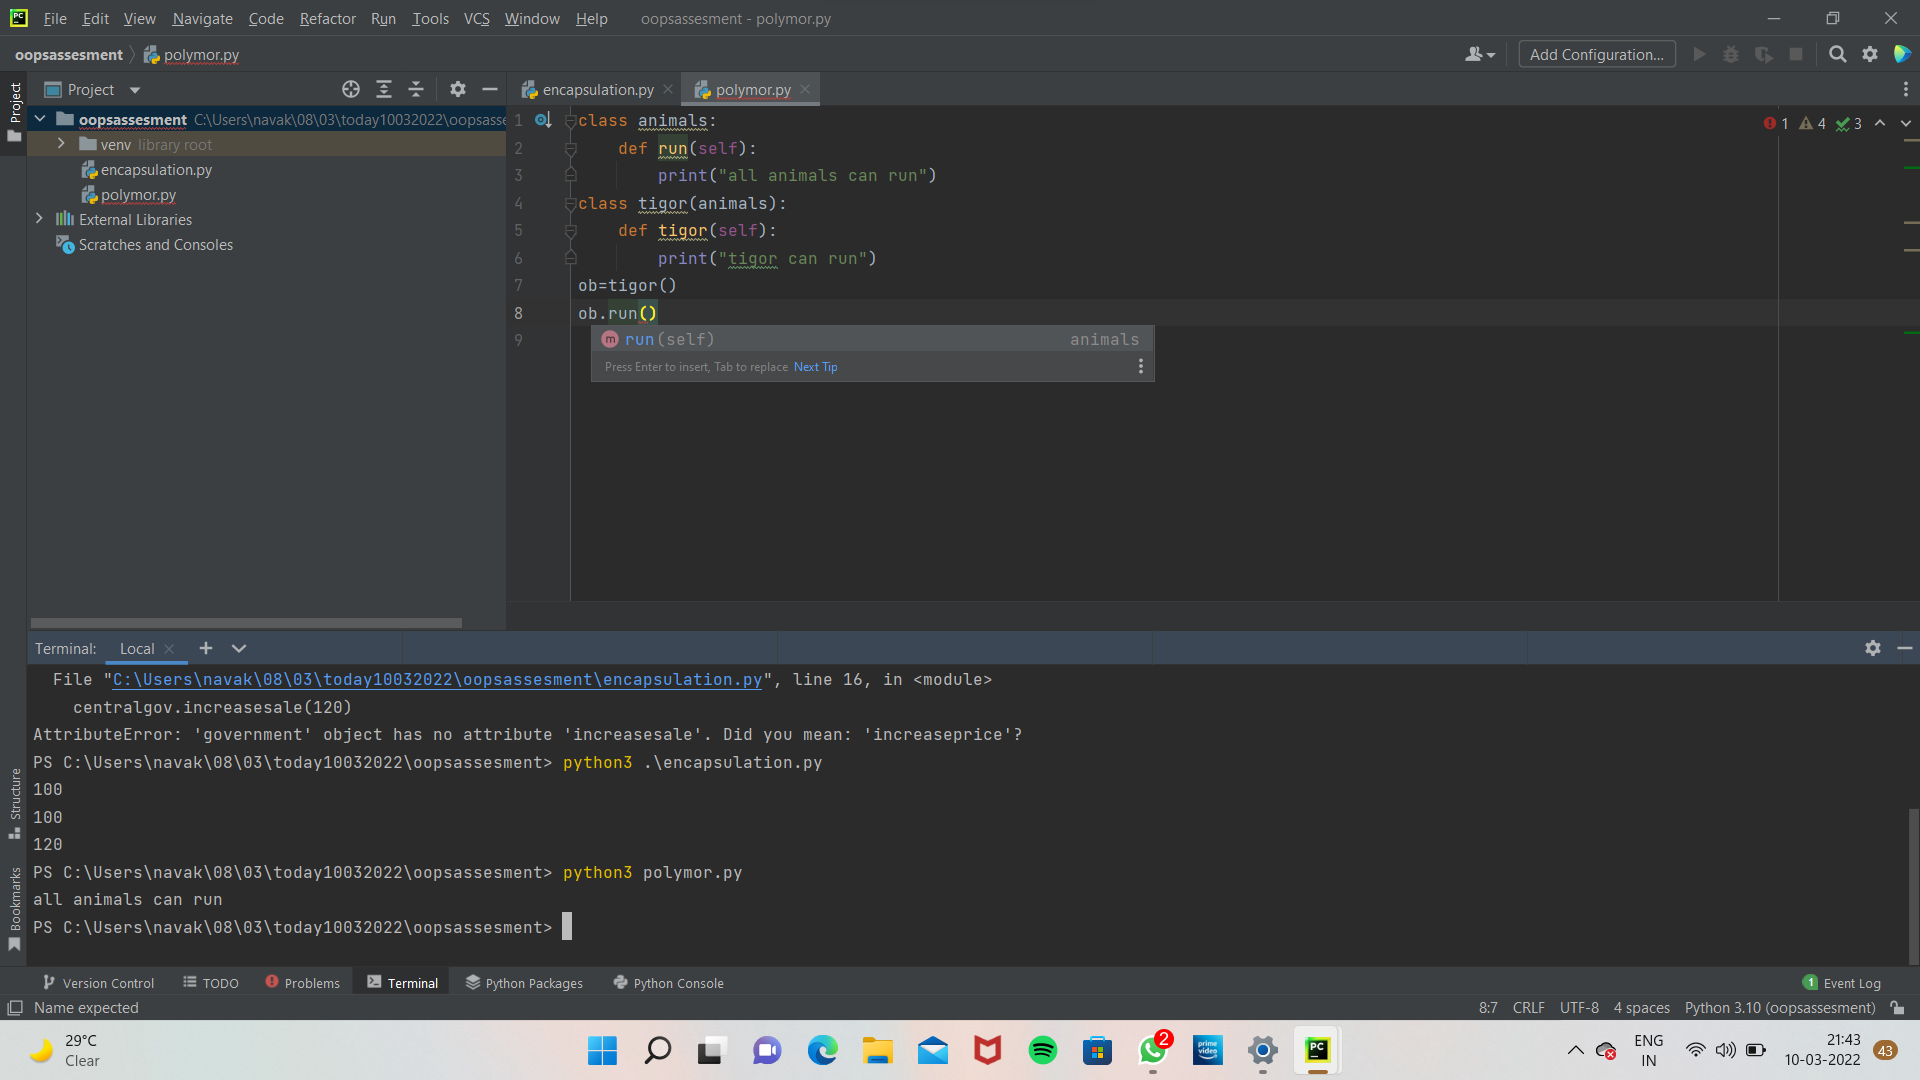 File Edit View Navigate Code Refactor Run Tools VCS Window Help oopsassesment - polymor.py
oopsassesment polymor.py Add Configuration...
Project
Project
encapsulation.py
polymor.py
oopsassesment C:\Users\navak\08\03\today10032022\oopsasse
venv library root
encapsulation.py
polymor.py
External Libraries
Scratches and Consoles
1 class animals:
2 def run(self):
3 print("all animals can run")
4 class tigor(animals):
5 def tigor(self):
6 print("tigor can run")
7 ob=tigor()
8 ob.run()
9
1 4 3
run(self) animals
Press Enter to insert, Tab to replace Next Tip
Terminal: Local
File "C:\Users\navak\08\03\today10032022\oopsassesment\encapsulation.py", line 16, in <module>
centralgov.increasesale(120)
AttributeError: 'government' object has no attribute 'increasesale'. Did you mean: 'increaseprice'?
PS C:\Users\navak\08\03\today10032022\oopsassesment> python3 .\encapsulation.py
100
100
120
PS C:\Users\navak\08\03\today10032022\oopsassesment> python3 polymor.py
all animals can run
PS C:\Users\navak\08\03\today10032022\oopsassesment>
Structure
Bookmarks
Version Control TODO Problems Terminal Python Packages Python Console 1 Event Log
Name expected 8:7 CRLF UTF-8 4 spaces Python 3.10 (oopsassesment)
29°C
Clear
PC
prime video
2
PC
ENG
IN
21:43
10-03-2022
43